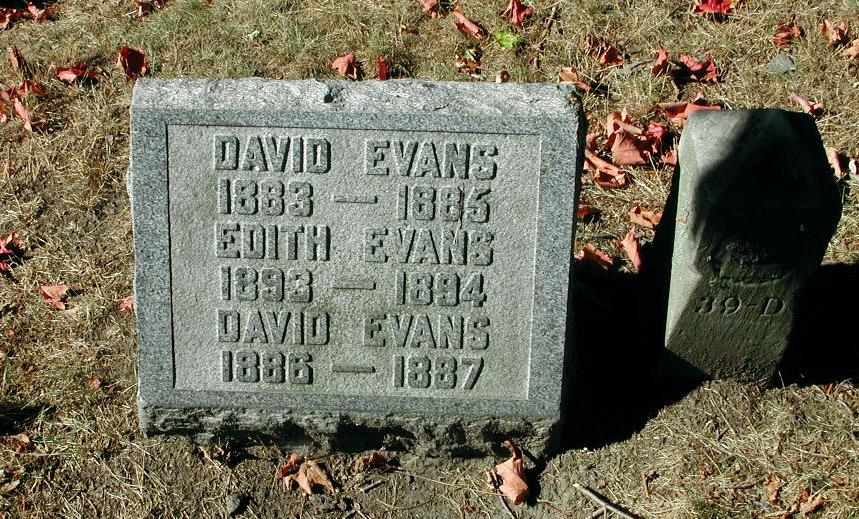 DAVID EVANS
1883 — 1885
EDITH EVANS
1893 — 1894
DAVID EVANS
1886 — 1887
39-D